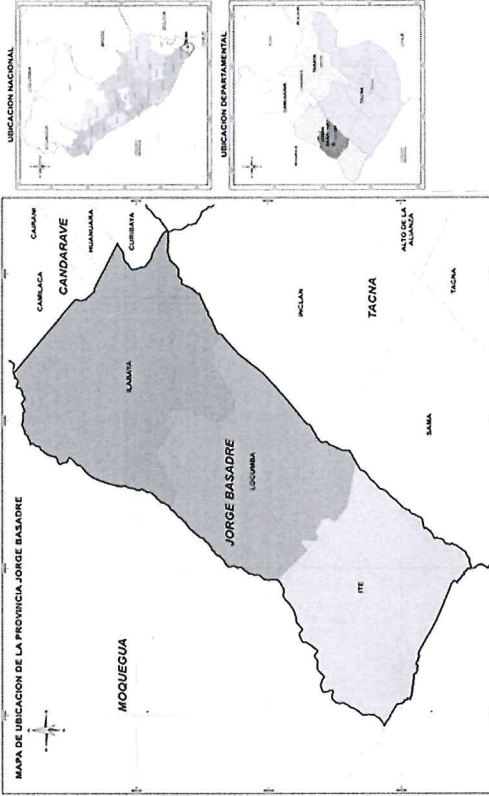 MAPA DE UBICACION DE LA PROVINCIA JORGE BASADRE
MOQUEGUA
CAMILACA
CAIRANI
CANDARAVE
HUANUARA
CURIBAYA
ILABAYA
JORGE BASADRE
LOCUMBA
ITE
INCLAN
TACNA
SAMA
ALTO DE LA
ALIANZA
TACNA
UBICACION NACIONAL
UBICACION DEPARTAMENTAL
TACNA